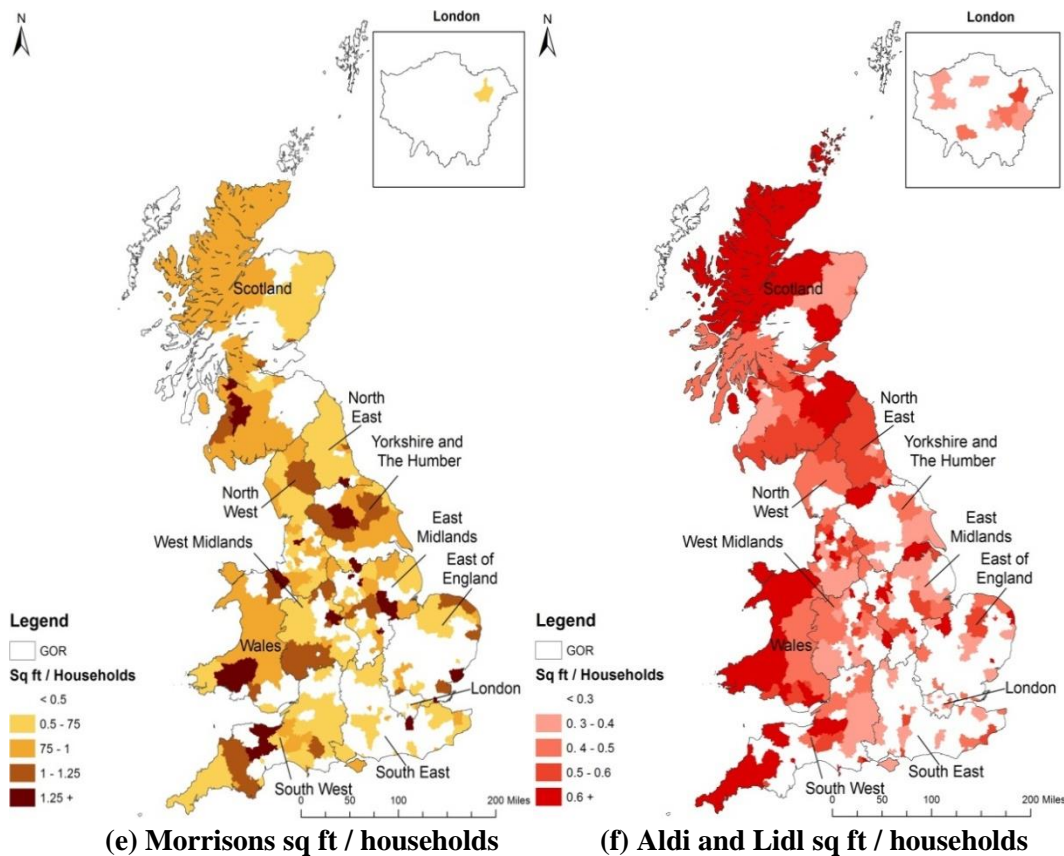 N
London
Scotland
North
East
Yorkshire and
The Humber
North
West
East
Midlands
West Midlands
East of
England
Legend
GOR
Sq ft / Households
< 0.5
0.5 - 75
75 - 1
1 - 1.25
1.25 +
Wales
London
South East
South West
0 50 100 200 Miles
(e) Morrisons sq ft / households
N
London
Scotland
North
East
Yorkshire and
The Humber
North
West
East
Midlands
West Midlands
East of
England
Legend
GOR
Sq ft / Households
< 0.3
0. 3 - 0.4
0. 4 - 0.5
0.5 - 0.6
0.6 +
Wales
London
South East
South West
0 50 100 200 Miles
(f) Aldi and Lidl sq ft / households